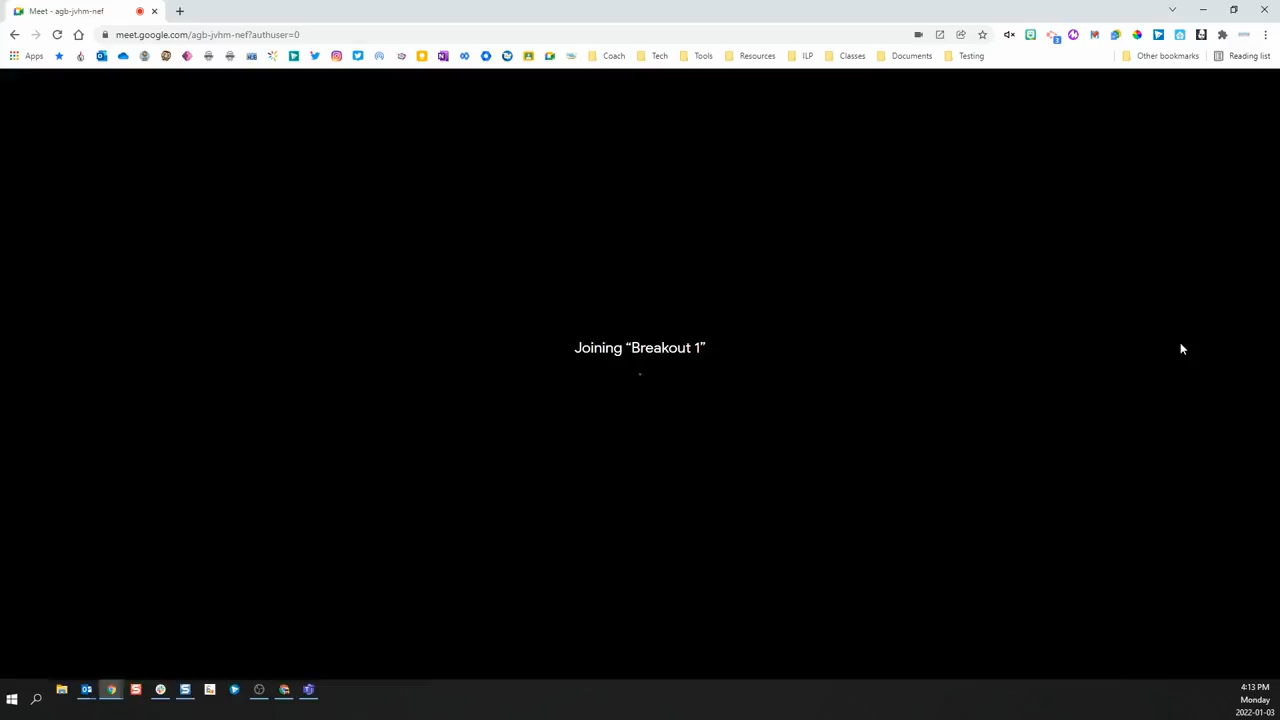 Meet - agb-jvhm-nef
meet.google.com/agb-jvhm-nef?authuser=0
Apps Coach Tech Tools Resources ILP Classes Documents Testing Other bookmarks Reading list
Joining “Breakout 1”
4:13 PM
Monday
2022-01-03